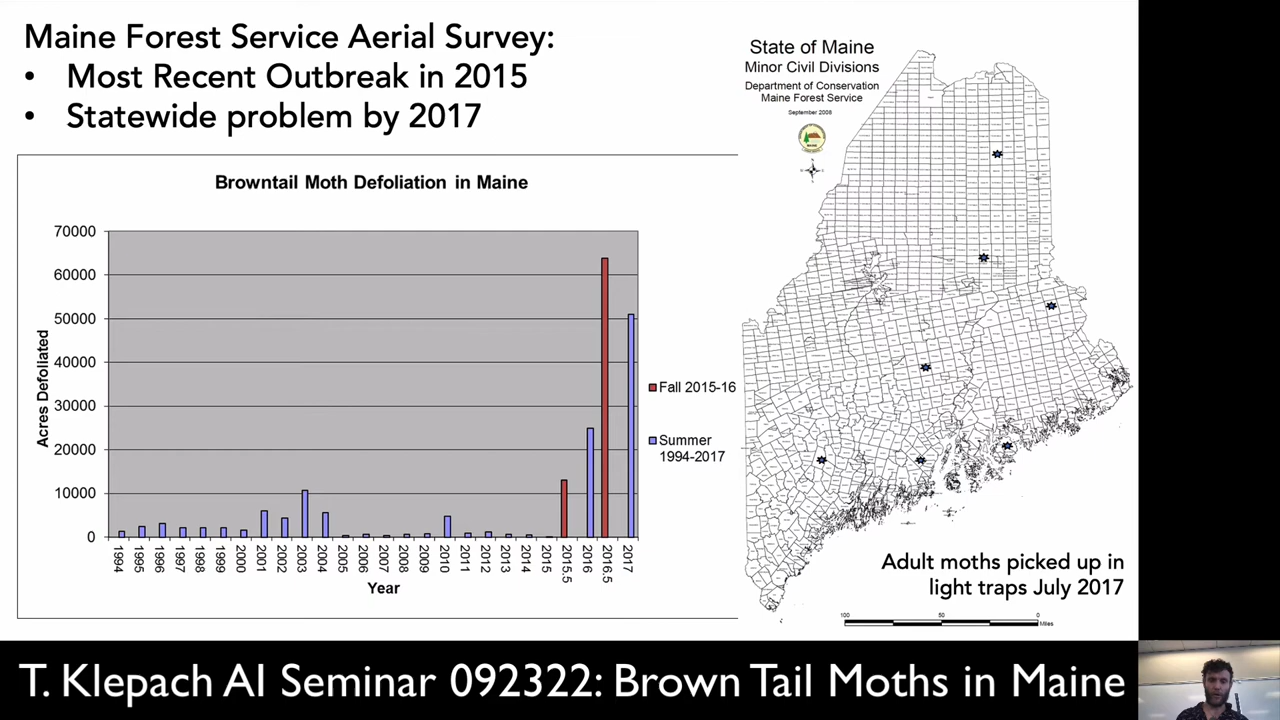 Maine Forest Service Aerial Survey:
• Most Recent Outbreak in 2015
• Statewide problem by 2017
Browntail Moth Defoliation in Maine
70000
60000
50000
40000
30000
20000
10000
0
Acres Defoliated
1994
1995
1996
1997
1998
1999
2000
2001
2002
2003
2004
2005
2006
2007
2008
2009
2010
2011
2012
2013
2014
2015
2015.5
2016
2016.5
2017
Year
Fall 2015-16
Summer
1994-2017
State of Maine
Minor Civil Divisions
Department of Conservation
Maine Forest Service
September 2008
Adult moths picked up in
light traps July 2017
100
50
0
Miles
T. Klepach AI Seminar 092322: Brown Tail Moths in Maine